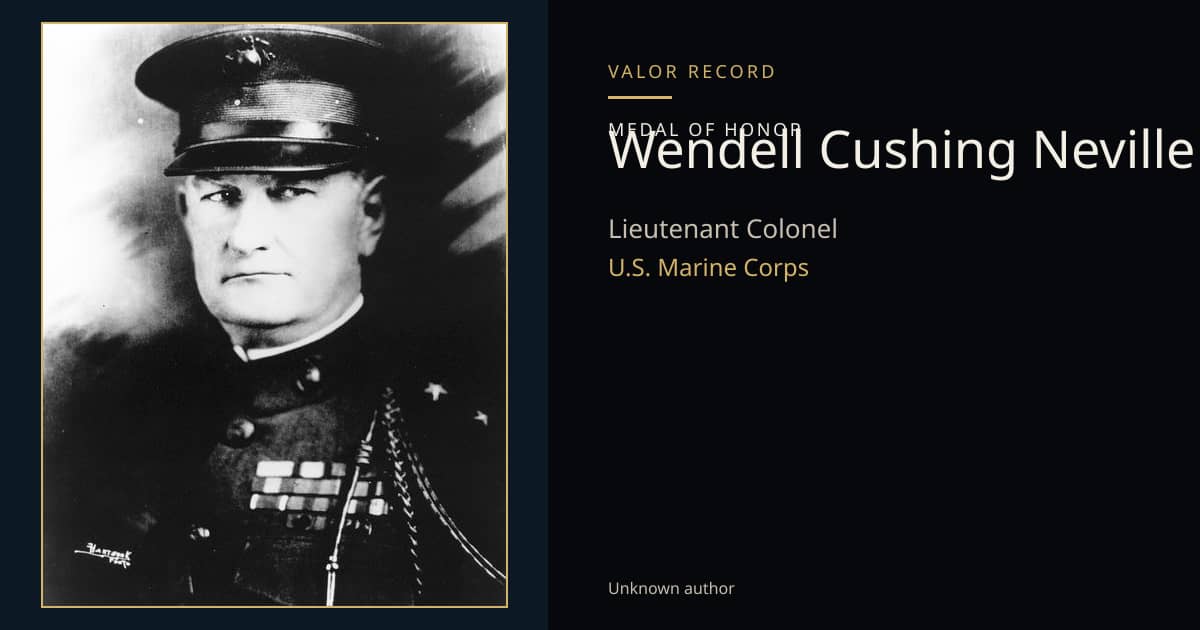 VALOR RECORD
MEDAL OF HONOR
Wendell Cushing Neville
Lieutenant Colonel
U.S. Marine Corps
Unknown author